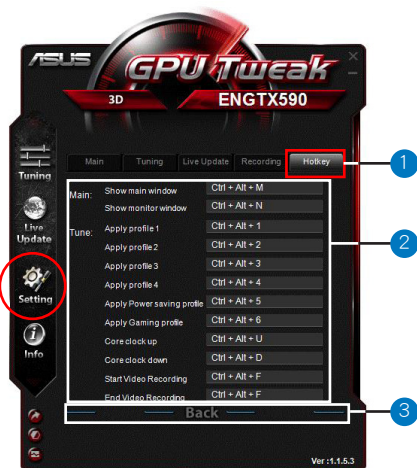 ASUS
GPU Tweak
3D ENGTX590
Main Tuning Live Update Recording Hotkey
1
Tuning
Live
Update
Setting
Info
Main: Show main window Ctrl + Alt + M
Show monitor window Ctrl + Alt + N
Tune: Apply profile 1 Ctrl + Alt + 1
2
Apply profile 2 Ctrl + Alt + 2
Apply profile 3 Ctrl + Alt + 3
Apply profile 4 Ctrl + Alt + 4
Apply Power saving profile Ctrl + Alt + 5
Apply Gaming profile Ctrl + Alt + 6
Core clock up Ctrl + Alt + U
Core clock down Ctrl + Alt + D
Start Video Recording Ctrl + Alt + F
End Video Recording Ctrl + Alt + F
Back
3
Ver :1.1.5.3